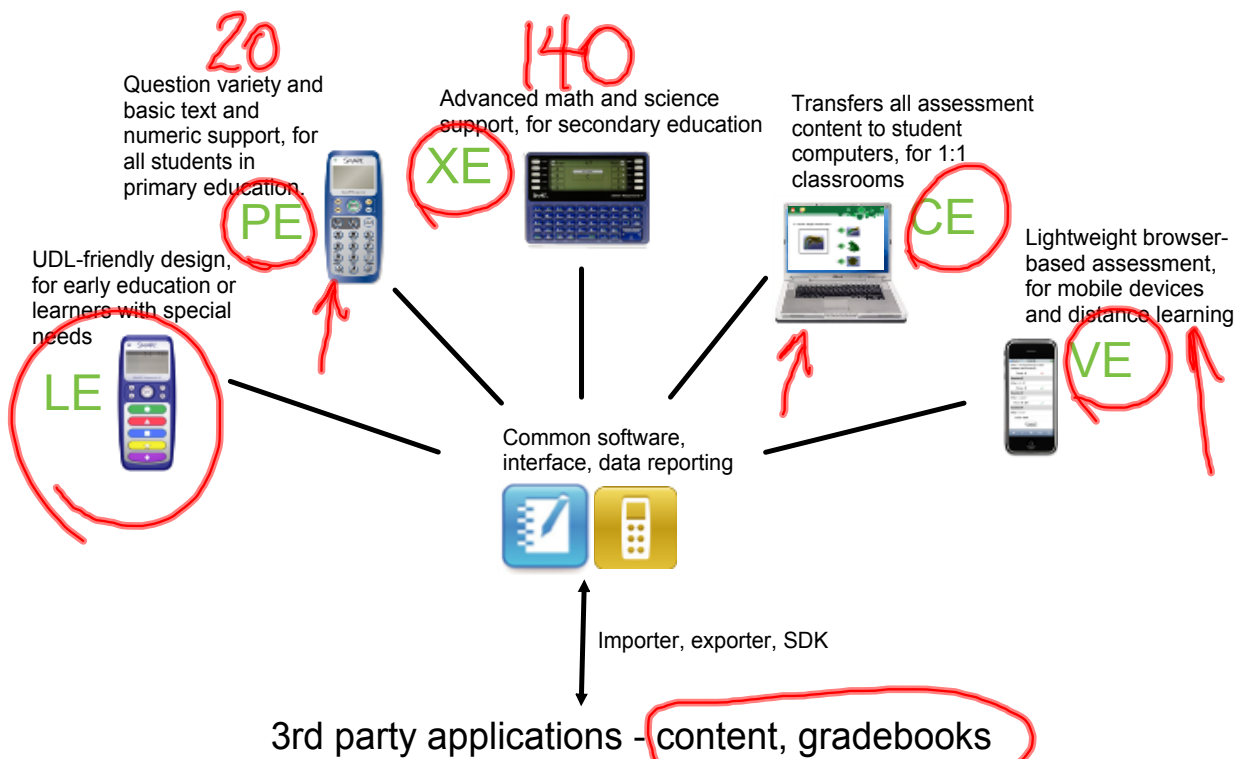 20
Question variety and
basic text and
numeric support, for
all students in
primary education.
PE
140
Advanced math and science
support, for secondary education
XE
Transfers all assessment
content to student
computers, for 1:1
classrooms
CE
UDL-friendly design,
for early education or
learners with special
needs
LE
Lightweight browser-
based assessment,
for mobile devices
and distance learning
VE
Common software,
interface, data reporting
Importer, exporter, SDK
3rd party applications - content, gradebooks